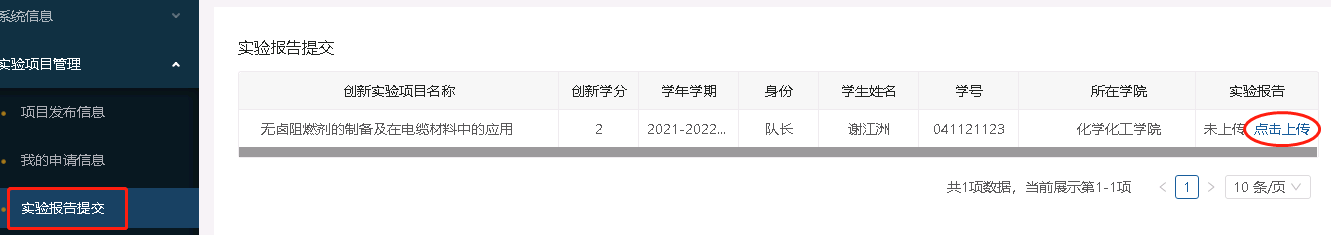 系统信息
实验项目管理
项目发布信息
我的申请信息
实验报告提交
实验报告提交
创新实验项目名称 创新学分 学年学期 身份 学生姓名 学号 所在学院 实验报告
无卤阻燃剂的制备及在电缆材料中的应用 2 2021-2022... 队长 谢江洲 041121123 化学化工学院 未上传 点击上传
共1项数据，当前展示第1-1项 < 1 > 10 条/页